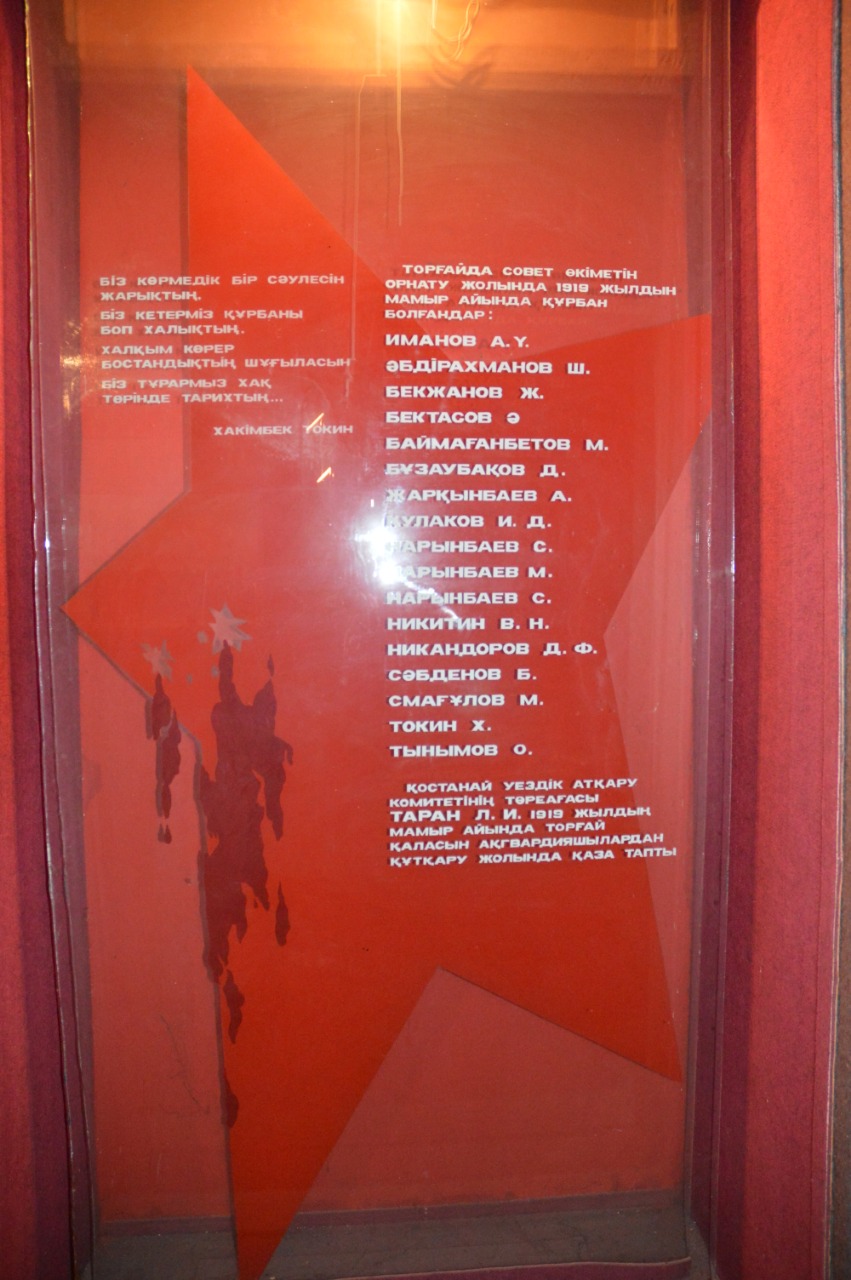 БІЗ КӨРМЕДІК БІР СӘУЛЕСІН
ЖАРЫҚТЫҢ,
БІЗ КЕТЕРМІЗ ҚҰРБАНЫ
БОП ХАЛЫҚТЫҢ.
ХАЛҚЫМ КӨРЕР
БОСТАНДЫҚТЫҢ ШҰҒЫЛАСЫН
БІЗ ТҰРАРМЫЗ ХАҚ
ТӨРІНДЕ ТАРИХТЫҢ...
ХАКІМБЕК ТОКИН
ТОРҒАЙДА СОВЕТ ӨКІМЕТІН
ОРНАТУ ЖОЛЫНДА 1919 ЖЫЛДЫН
МАМЫР АЙЫНДА ҚҰРБАН
БОЛҒАНДАР:
ИМАНОВ А.Ү.
ӘБДІРАХМАНОВ Ш.
БЕКЖАНОВ Ж.
БЕКТАСОВ Ә
БАЙМАҒАНБЕТОВ М.
БҰЗАУБАҚОВ Д.
ЖАРҚЫНБАЕВ А.
КУЛАКОВ И. Д.
С.
М.
НАРЫНБАЕВ С.
НИКИТИН В. Н.
НИКАНДОРОВ Д. Ф.
СӘБДЕНОВ Б.
СМАҒҰЛОВ М.
ТОКИН Х.
ТЫНЫМОВ О.
ҚОСТАНАЙ УЕЗДІК АТҚАРУ
КОМИТЕТІНІҢ ТӨРЕАҒАСЫ
ТАРАН Л. И. 1919 ЖЫЛДЫҢ
МАМЫР АЙЫНДА ТОРҒАЙ
ҚАЛАСЫН АҚГВАРДИЯШЫЛАРДАН
ҚҰТҚАРУ ЖОЛЫНДА ҚАЗА ТАПТЫ